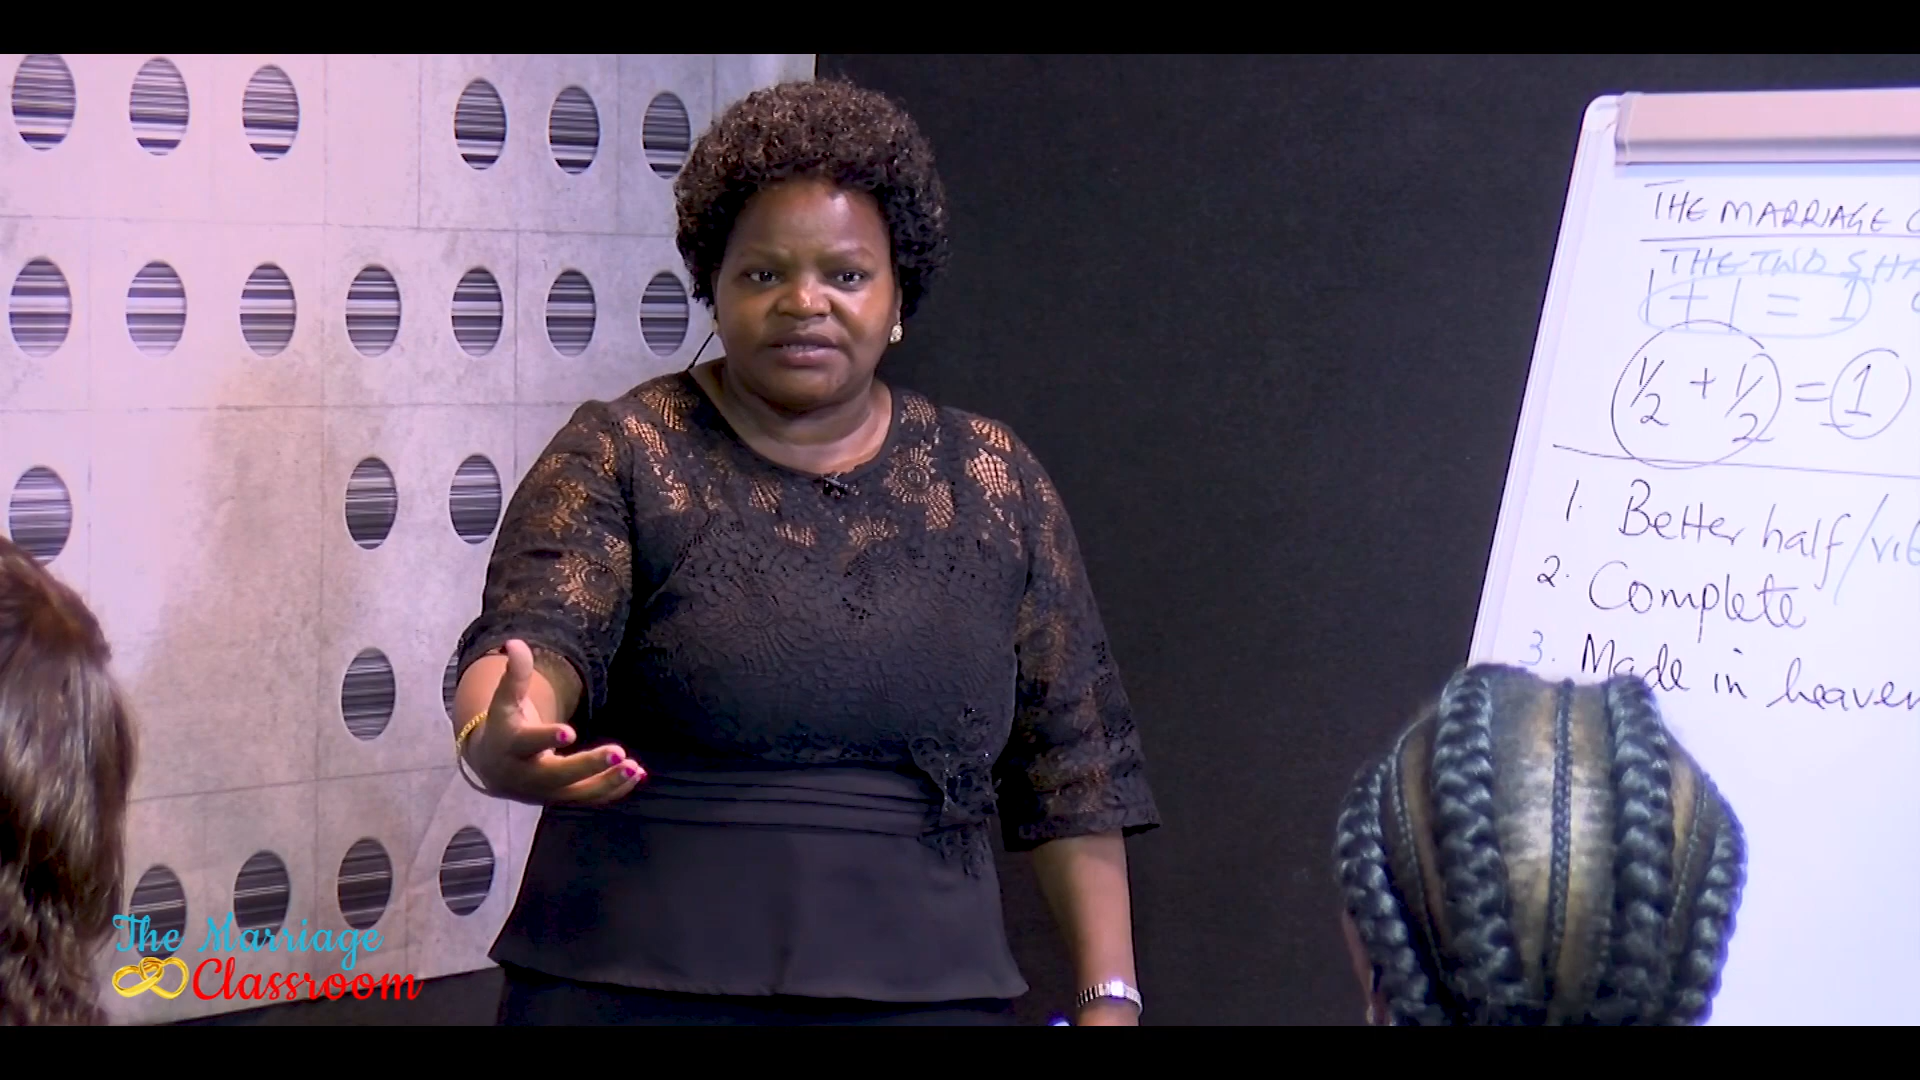 THE MARRIAGE
THE TWO
1 + 1 = 1
1/2 + 1/2 = 1
1. Better half/
2. Complete
3. Made in heaven
The Marriage
Classroom